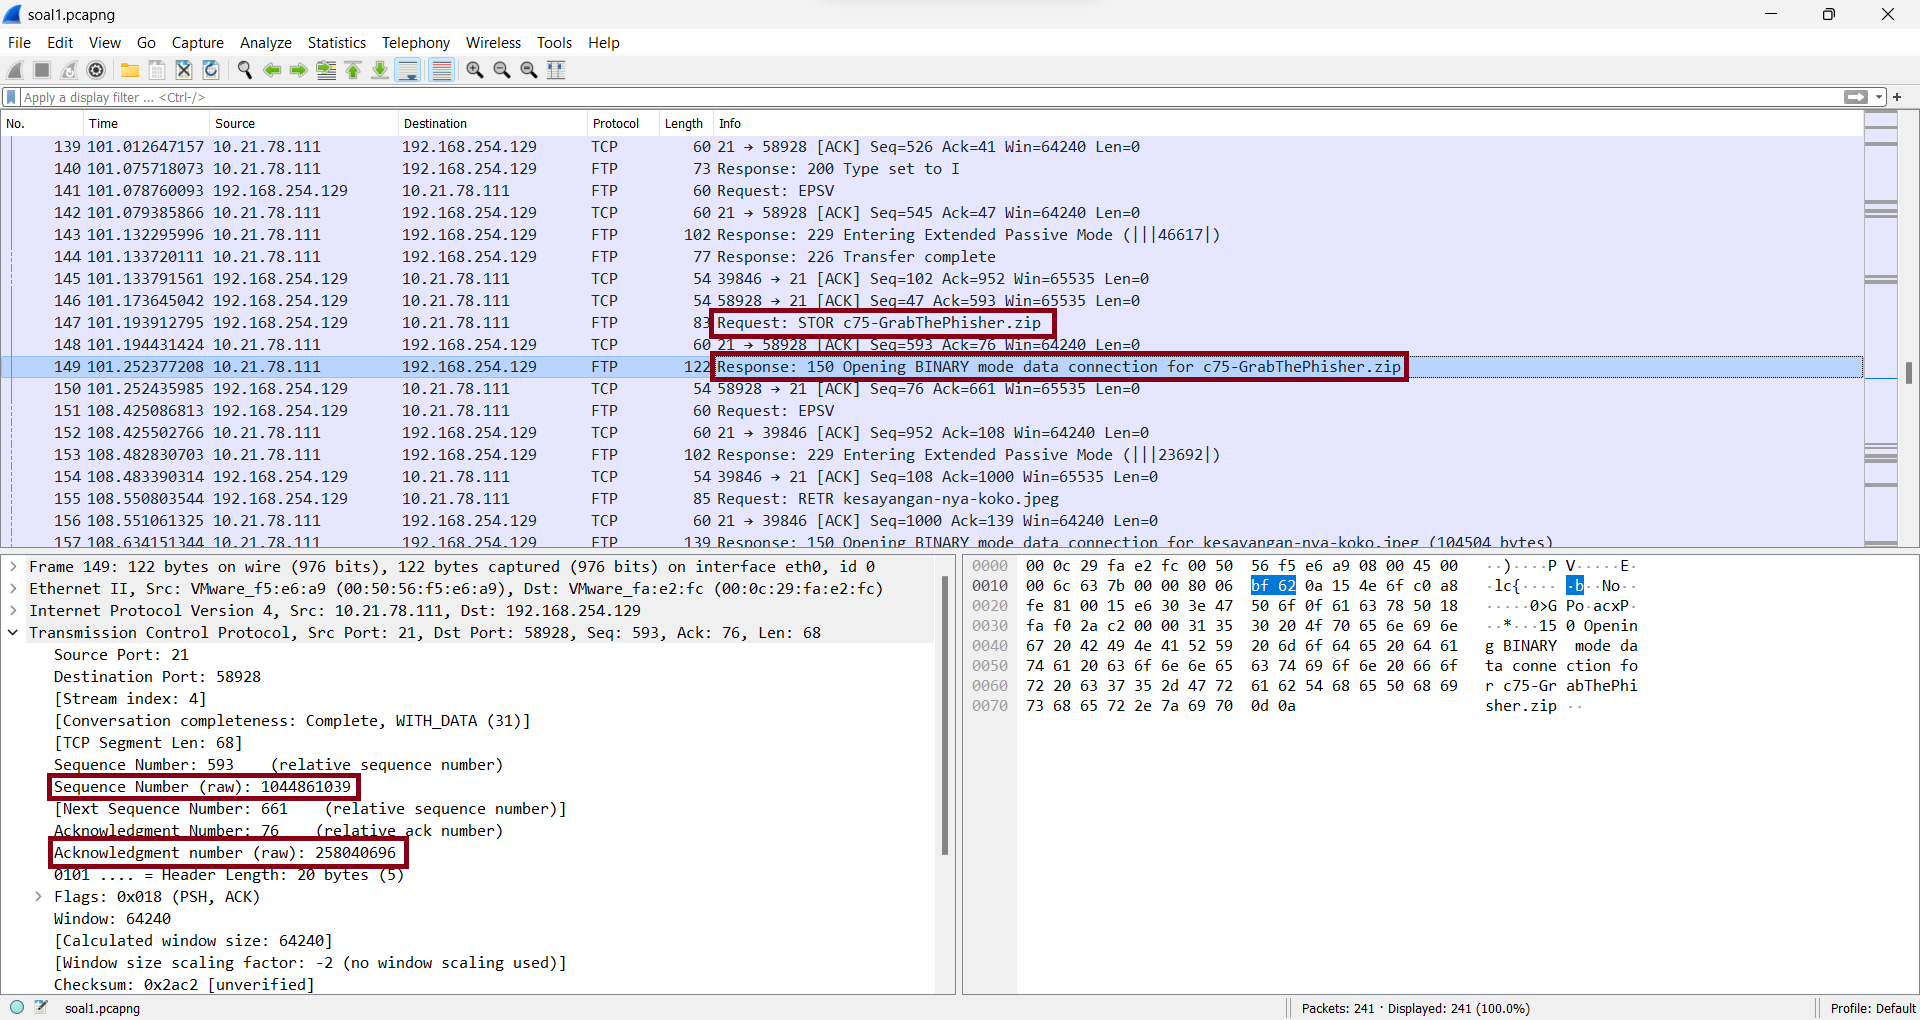 soal1.pcapng
File Edit View Go Capture Analyze Statistics Telephony Wireless Tools Help
Apply a display filter ... <Ctrl-/>
No. Time Source Destination Protocol Length Info
139 101.012647157 10.21.78.111 192.168.254.129 TCP 60 21 → 58928 [ACK] Seq=526 Ack=41 Win=64240 Len=0
140 101.075718073 10.21.78.111 192.168.254.129 FTP 73 Response: 200 Type set to I
141 101.078760093 192.168.254.129 10.21.78.111 FTP 60 Request: EPSV
142 101.079385866 10.21.78.111 192.168.254.129 TCP 60 21 → 58928 [ACK] Seq=545 Ack=47 Win=64240 Len=0
143 101.132295996 10.21.78.111 192.168.254.129 FTP 102 Response: 229 Entering Extended Passive Mode (|||46617|)
144 101.133720111 10.21.78.111 192.168.254.129 FTP 77 Response: 226 Transfer complete
145 101.133791561 192.168.254.129 10.21.78.111 TCP 54 39846 → 21 [ACK] Seq=102 Ack=952 Win=65535 Len=0
146 101.173645042 192.168.254.129 10.21.78.111 TCP 54 58928 → 21 [ACK] Seq=47 Ack=593 Win=65535 Len=0
147 101.193912795 192.168.254.129 10.21.78.111 FTP 83 Request: STOR c75-GrabThePhisher.zip
148 101.194431424 10.21.78.111 192.168.254.129 TCP 60 21 → 58928 [ACK] Seq=593 Ack=76 Win=64240 Len=0
149 101.252377208 10.21.78.111 192.168.254.129 FTP 122 Response: 150 Opening BINARY mode data connection for c75-GrabThePhisher.zip
150 101.252435985 192.168.254.129 10.21.78.111 TCP 54 58928 → 21 [ACK] Seq=76 Ack=661 Win=65535 Len=0
151 108.425086813 192.168.254.129 10.21.78.111 FTP 60 Request: EPSV
152 108.425502766 10.21.78.111 192.168.254.129 TCP 60 21 → 39846 [ACK] Seq=952 Ack=108 Win=64240 Len=0
153 108.482830703 10.21.78.111 192.168.254.129 FTP 102 Response: 229 Entering Extended Passive Mode (|||23692|)
154 108.483390314 192.168.254.129 10.21.78.111 TCP 54 39846 → 21 [ACK] Seq=108 Ack=1000 Win=65535 Len=0
155 108.550803544 192.168.254.129 10.21.78.111 FTP 85 Request: RETR kesayangan-nya-koko.jpeg
156 108.551061325 10.21.78.111 192.168.254.129 TCP 60 21 → 39846 [ACK] Seq=1000 Ack=139 Win=64240 Len=0
157 108.634151344 10.21.78.111 192.168.254.129 FTP 139 Response: 150 Opening BINARY mode data connection for kesayangan-nya-koko.jpeg (104504 bytes)
Frame 149: 122 bytes on wire (976 bits), 122 bytes captured (976 bits) on interface eth0, id 0
Ethernet II, Src: VMware_f5:e6:a9 (00:50:56:f5:e6:a9), Dst: VMware_fa:e2:fc (00:0c:29:fa:e2:fc)
Internet Protocol Version 4, Src: 10.21.78.111, Dst: 192.168.254.129
Transmission Control Protocol, Src Port: 21, Dst Port: 58928, Seq: 593, Ack: 76, Len: 68
Source Port: 21
Destination Port: 58928
[Stream index: 4]
[Conversation completeness: Complete, WITH_DATA (31)]
[TCP Segment Len: 68]
Sequence Number: 593 (relative sequence number)
Sequence Number (raw): 1044861039
[Next Sequence Number: 661 (relative sequence number)]
Acknowledgment Number: 76 (relative ack number)
Acknowledgment number (raw): 258040696
0101 .... = Header Length: 20 bytes (5)
Flags: 0x018 (PSH, ACK)
Window: 64240
[Calculated window size: 64240]
[Window size scaling factor: -2 (no window scaling used)]
Checksum: 0x2ac2 [unverified]
0000 00 0c 29 fa e2 fc 00 50 56 f5 e6 a9 08 00 45 00 ··)····P V·····E·
0010 00 6c 63 7b 00 00 80 06 bf 62 0a 15 4e 6f c0 a8 ·lc{···· ·b··No··
0020 fe 81 00 15 e6 30 3e 47 50 6f 0f 61 63 78 50 18 ·····0>G Po·acxP·
0030 fa f0 2a c2 00 00 31 35 30 20 4f 70 65 6e 69 6e ··*···15 0 Openin
0040 67 20 42 49 4e 41 52 59 20 6d 6f 64 65 20 64 61 g BINARY mode da
0050 74 61 20 63 6f 6e 6e 65 63 74 69 6f 6e 20 66 6f ta conne ction fo
0060 72 20 63 37 35 2d 47 72 61 62 54 68 65 50 68 69 r c75-Gr abThePhi
0070 73 68 65 72 2e 7a 69 70 0d 0a sher.zip ··
soal1.pcapng Packets: 241 · Displayed: 241 (100.0%) Profile: Default